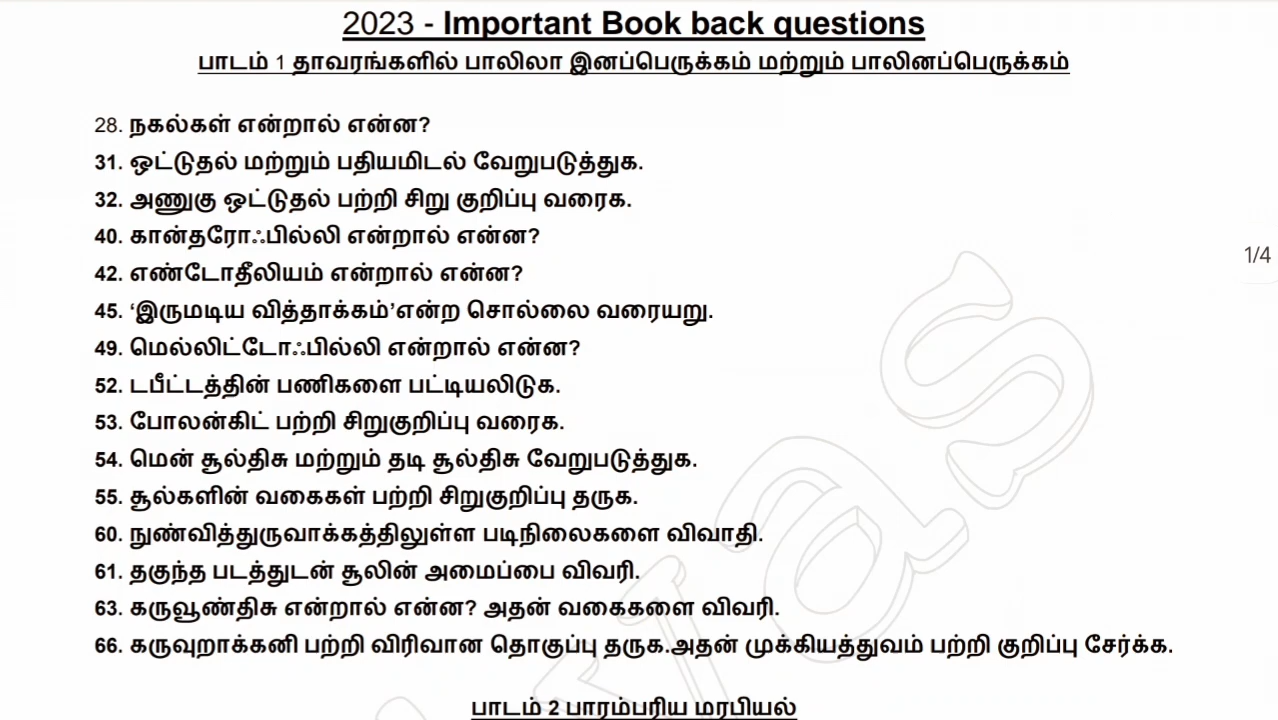 2023 - Important Book back questions
பாடம் 1 தாவரங்களில் பாலிலா இனப்பெருக்கம் மற்றும் பாலினப்பெருக்கம்
28. நகல்கள் என்றால் என்ன?
31. ஒட்டுதல் மற்றும் பதியமிடல் வேறுபடுத்துக.
32. அணுகு ஒட்டுதல் பற்றி சிறு குறிப்பு வரைக.
40. கான்தரோஃபில்லி என்றால் என்ன?
1/4
42. எண்டோதீலியம் என்றால் என்ன?
45. ‘இருமடிய வித்தாக்கம்’என்ற சொல்லை வரையறு.
49. மெல்லிட்டோஃபில்லி என்றால் என்ன?
52. டபீட்டத்தின் பணிகளை பட்டியலிடுக.
53. போலன்கிட் பற்றி சிறுகுறிப்பு வரைக.
54. மென் சூல்திசு மற்றும் தடி சூல்திசு வேறுபடுத்துக.
55. சூல்களின் வகைகள் பற்றி சிறுகுறிப்பு தருக.
60. நுண்வித்துருவாக்கத்திலுள்ள படிநிலைகளை விவாதி.
61. தகுந்த படத்துடன் சூலின் அமைப்பை விவரி.
63. கருவூண்திசு என்றால் என்ன? அதன் வகைகளை விவரி.
66. கருவுறாக்கனி பற்றி விரிவான தொகுப்பு தருக.அதன் முக்கியத்துவம் பற்றி குறிப்பு சேர்க்க.
பாடம் 2 பாரம்பரிய மரபியல்